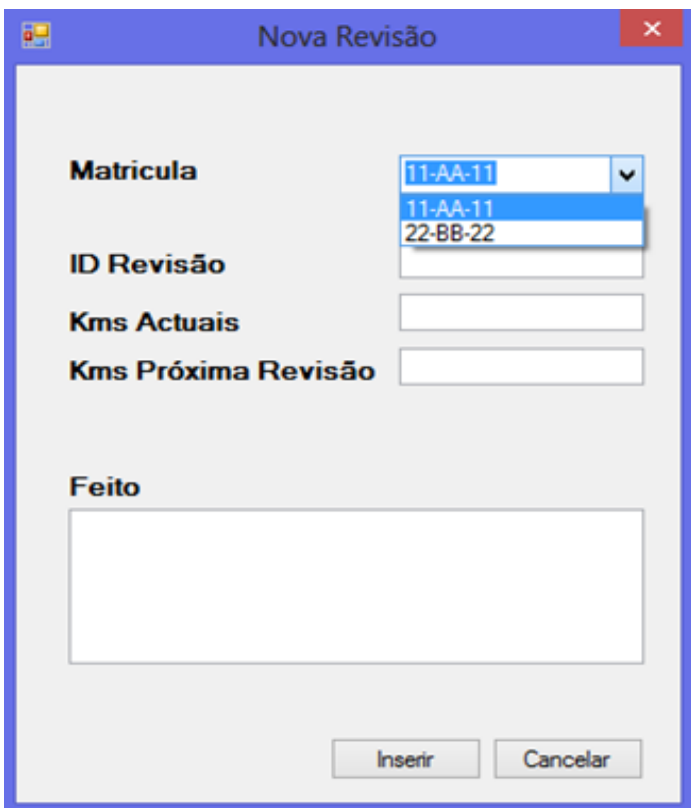 Nova Revisão
Matricula
11-AA-11
11-AA-11
22-BB-22
ID Revisão
Kms Actuais
Kms Próxima Revisão
Feito
Inserir Cancelar